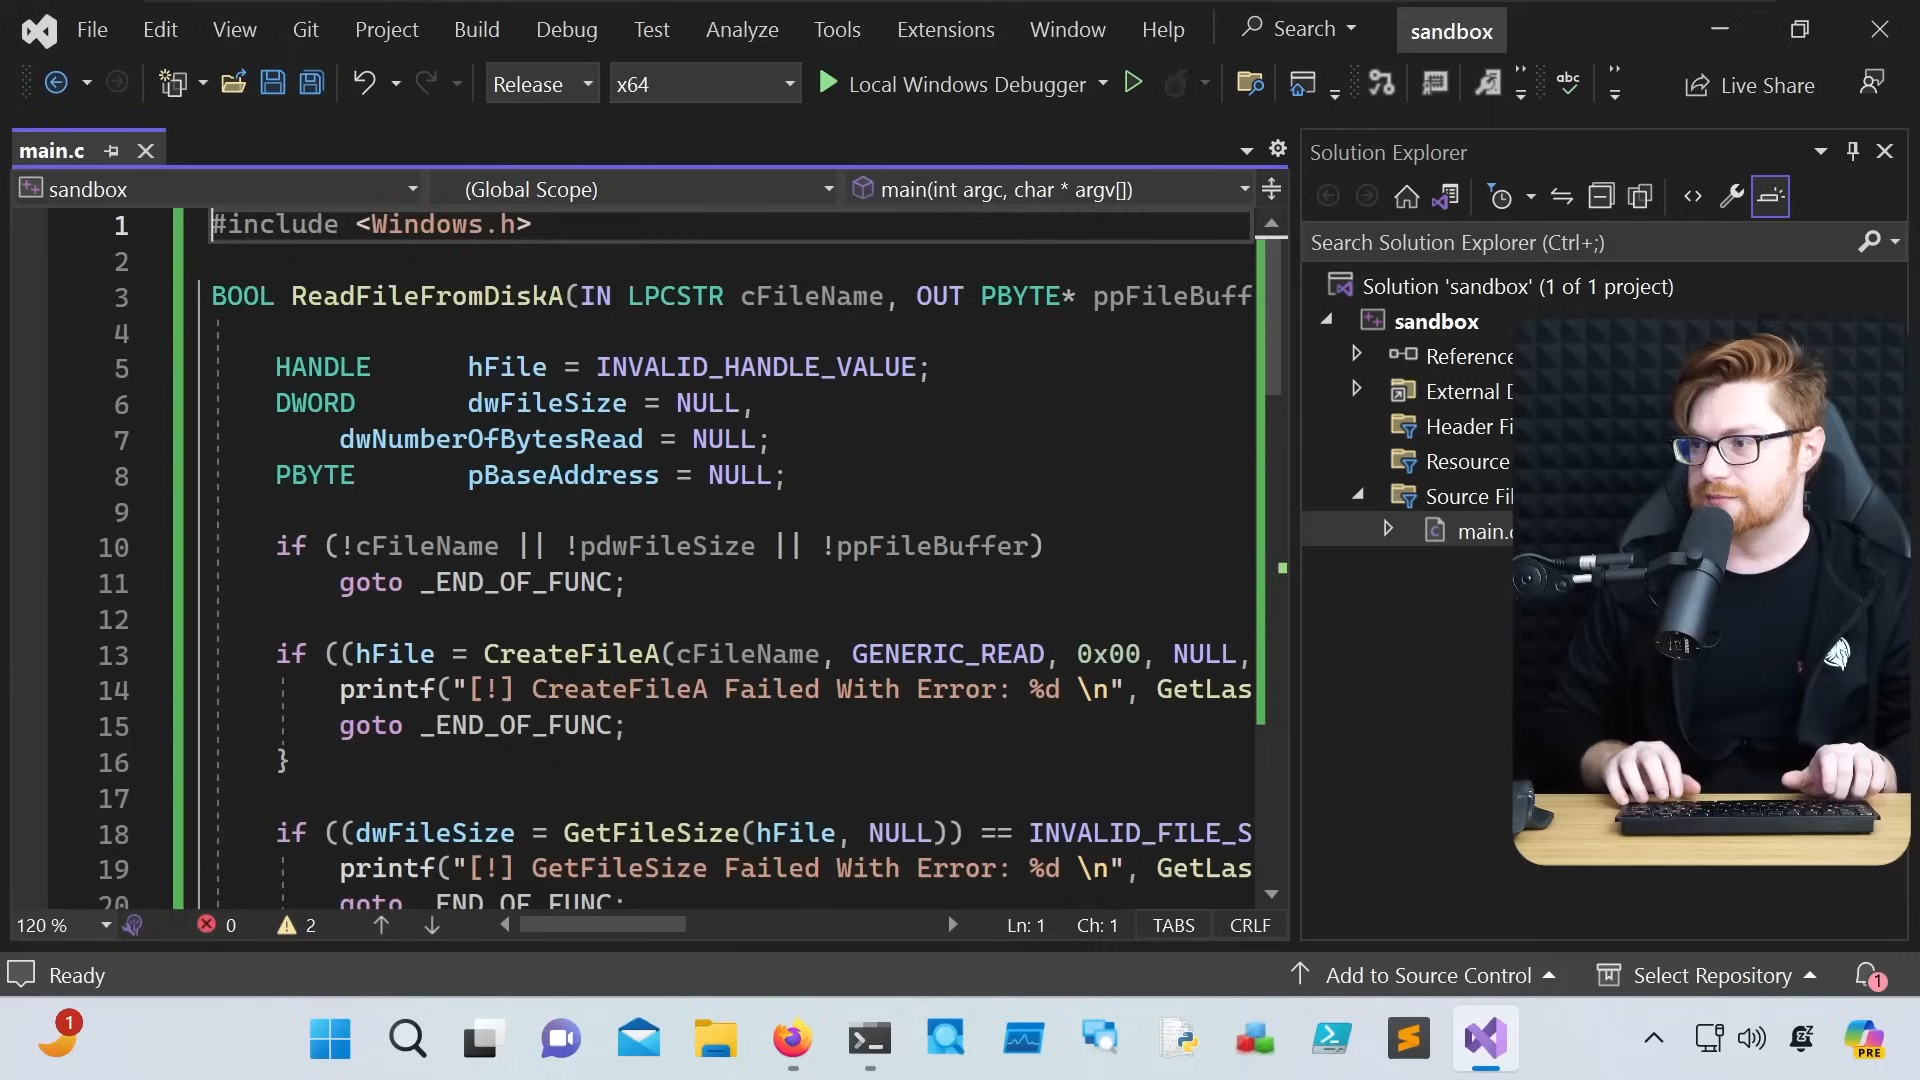 File Edit View Git Project Build Debug Test Analyze Tools Extensions Window Help Search sandbox
Release x64 Local Windows Debugger abc Live Share
main.c
sandbox (Global Scope) main(int argc, char * argv[])
1 #include <Windows.h>
2
3 BOOL ReadFileFromDiskA(IN LPCSTR cFileName, OUT PBYTE* ppFileBuff
4
5 HANDLE hFile = INVALID_HANDLE_VALUE;
6 DWORD dwFileSize = NULL,
7 dwNumberOfBytesRead = NULL;
8 PBYTE pBaseAddress = NULL;
9
10 if (!cFileName || !pdwFileSize || !ppFileBuffer)
11 goto _END_OF_FUNC;
12
13 if ((hFile = CreateFileA(cFileName, GENERIC_READ, 0x00, NULL,
14 printf("[!] CreateFileA Failed With Error: %d \n", GetLas
15 goto _END_OF_FUNC;
16 }
17
18 if ((dwFileSize = GetFileSize(hFile, NULL)) == INVALID_FILE_S
19 printf("[!] GetFileSize Failed With Error: %d \n", GetLas
20 goto _END_OF_FUNC;
120 % 0 2 Ln: 1 Ch: 1 TABS CRLF
Solution Explorer
Search Solution Explorer (Ctrl+;)
Solution 'sandbox' (1 of 1 project)
sandbox
Reference
External D
Header Fi
Resource
Source Fil
main.c
Ready Add to Source Control Select Repository 1
1 PRE